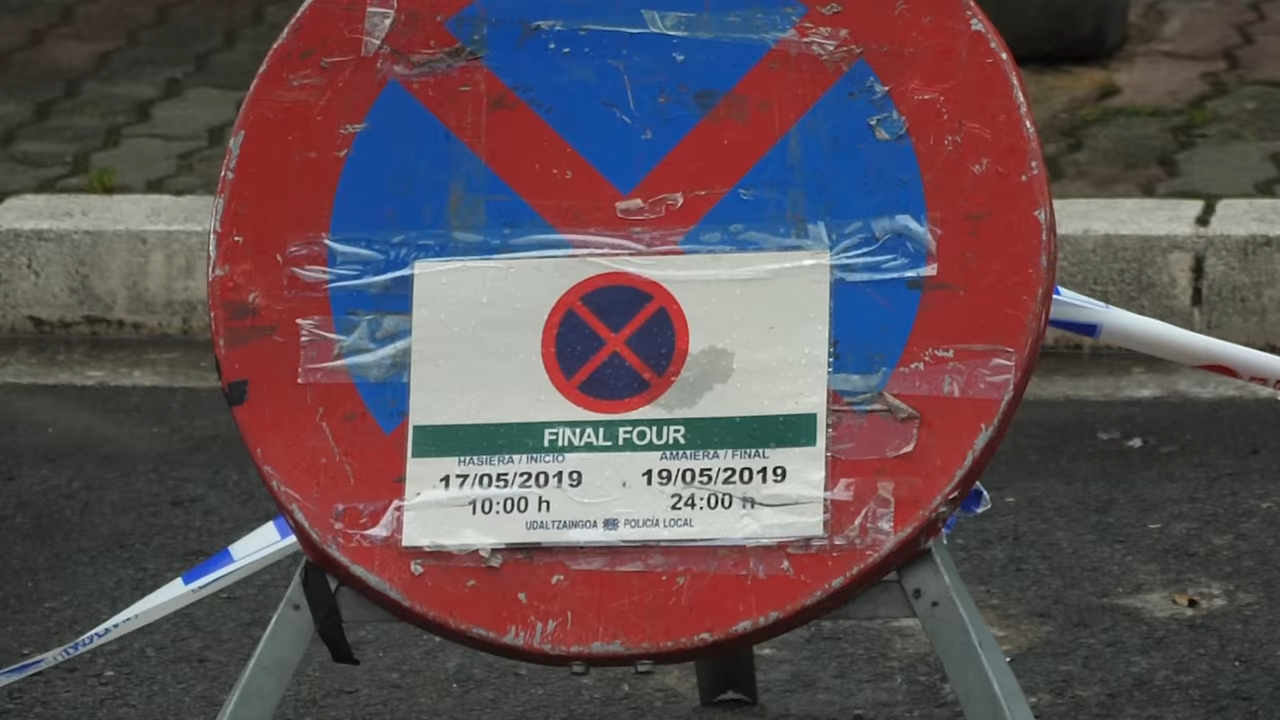 FINAL FOUR
HASIERA / INICIO
17/05/2019
10:00 h
AMAIERA / FINAL
19/05/2019
24:00 h
UDALTZAINGOA POLICÍA LOCAL